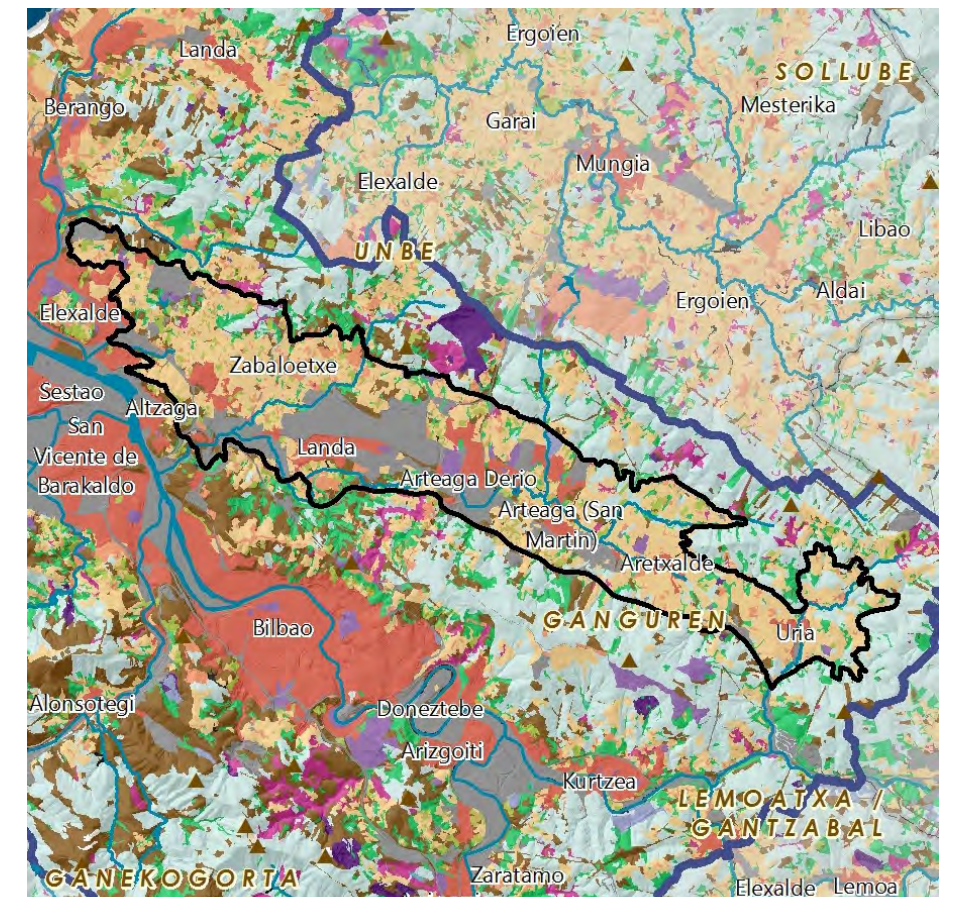 Ergoien
Landa
SOLLUBE
Berango
Mesterika
Garai
Mungia
Elexalde
Libao
UNBE
Aldai
Ergoien
Elexalde
Zabaloetxe
Sestao
Altzaga
San
Vicente de
Barakaldo
Landa
Arteaga Derio
Arteaga (San
Martin)
Aretxalde
GANGUREN
Bilbao
Uria
Alonsotegi
Doneztebe
Arizgoiti
Kurtzea
LEMOATXA /
GANTZABAL
GANEKOGORTA
Zaratamo
Elexalde
Lemoa